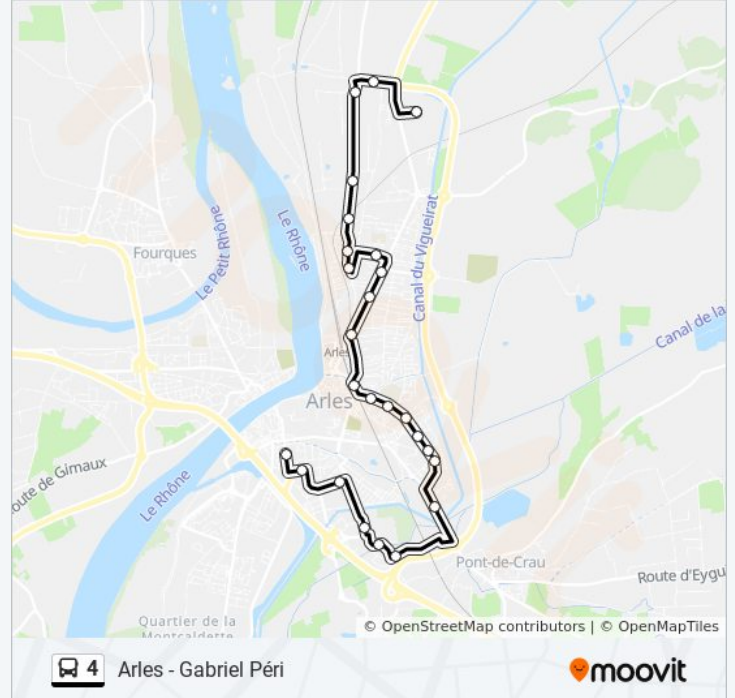 Fourques
Le Petit Rhône
Le Rhône
Canal du Vigueirat
Canal de la
Arles
Arles
oute de Gimaux
Le Rhône
Pont-de-Crau
Route d'Eygu
Quartier de la
Montcaldette
© OpenStreetMap contributors | © OpenMapTiles
4 Arles - Gabriel Péri
moovit